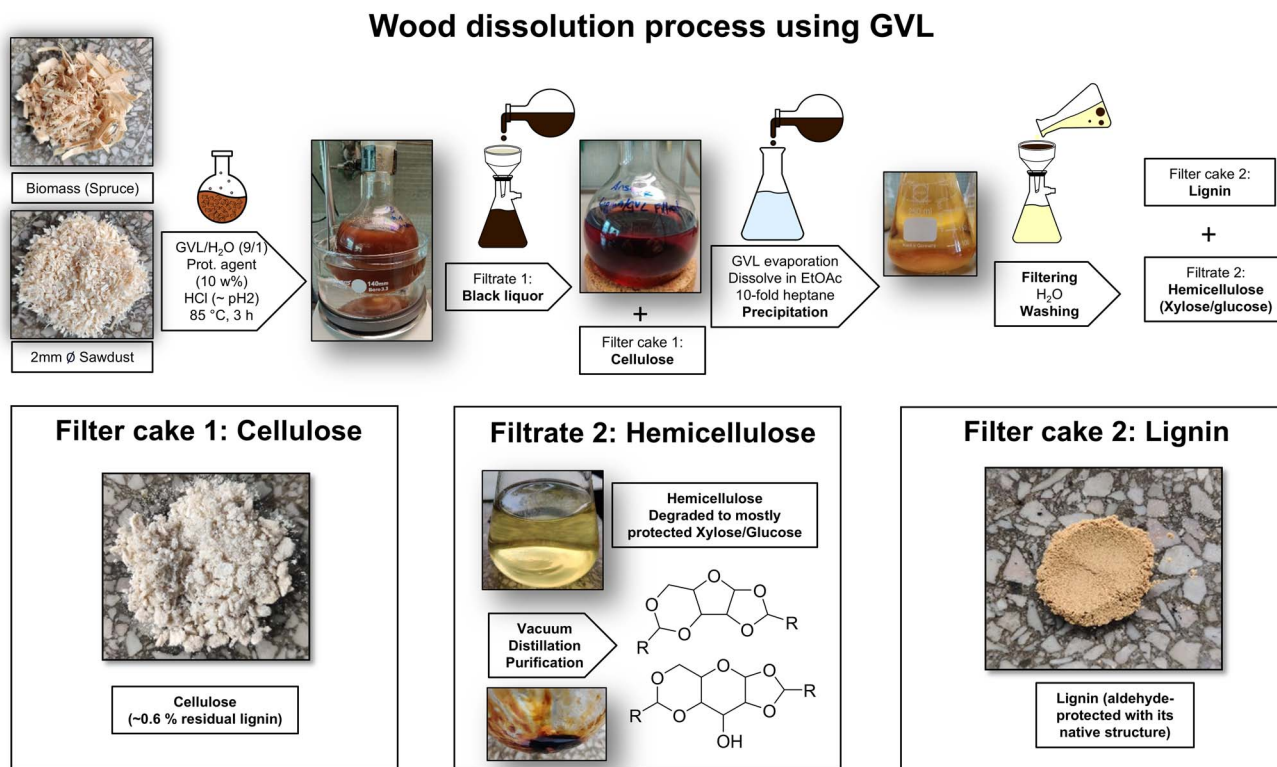 Wood dissolution process using GVL
Biomass (Spruce)
2mm Ø Sawdust
GVL/H₂O (9/1)
Prot. agent
(10 w%)
HCl (~ pH2)
85 °C, 3 h
140mm
Filtrate 1:
Black liquor
+
Filter cake 1:
Cellulose
GVL evaporation
Dissolve in EtOAc
10-fold heptane
Precipitation
Filtering
H₂O
Washing
Filter cake 2:
Lignin
+
Filtrate 2:
Hemicellulose
(Xylose/glucose)
Filter cake 1: Cellulose
Cellulose
(~0.6 % residual lignin)
Filtrate 2: Hemicellulose
Hemicellulose
Degraded to mostly
protected Xylose/Glucose
Vacuum
Distillation
Purification
O
O
O
O
O
R
R
O
O
O
O
O
R
R
OH
Filter cake 2: Lignin
Lignin (aldehyde-
protected with its
native structure)